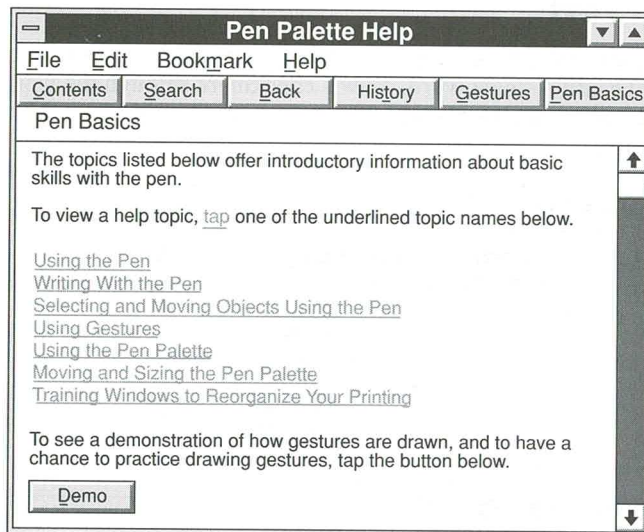 Pen Palette Help
File Edit Bookmark Help
Contents Search Back History Gestures Pen Basics
Pen Basics
The topics listed below offer introductory information about basic
skills with the pen.
To view a help topic, tap one of the underlined topic names below.
Using the Pen
Writing With the Pen
Selecting and Moving Objects Using the Pen
Using Gestures
Using the Pen Palette
Moving and Sizing the Pen Palette
Training Windows to Reorganize Your Printing
To see a demonstration of how gestures are drawn, and to have a
chance to practice drawing gestures, tap the button below.
Demo